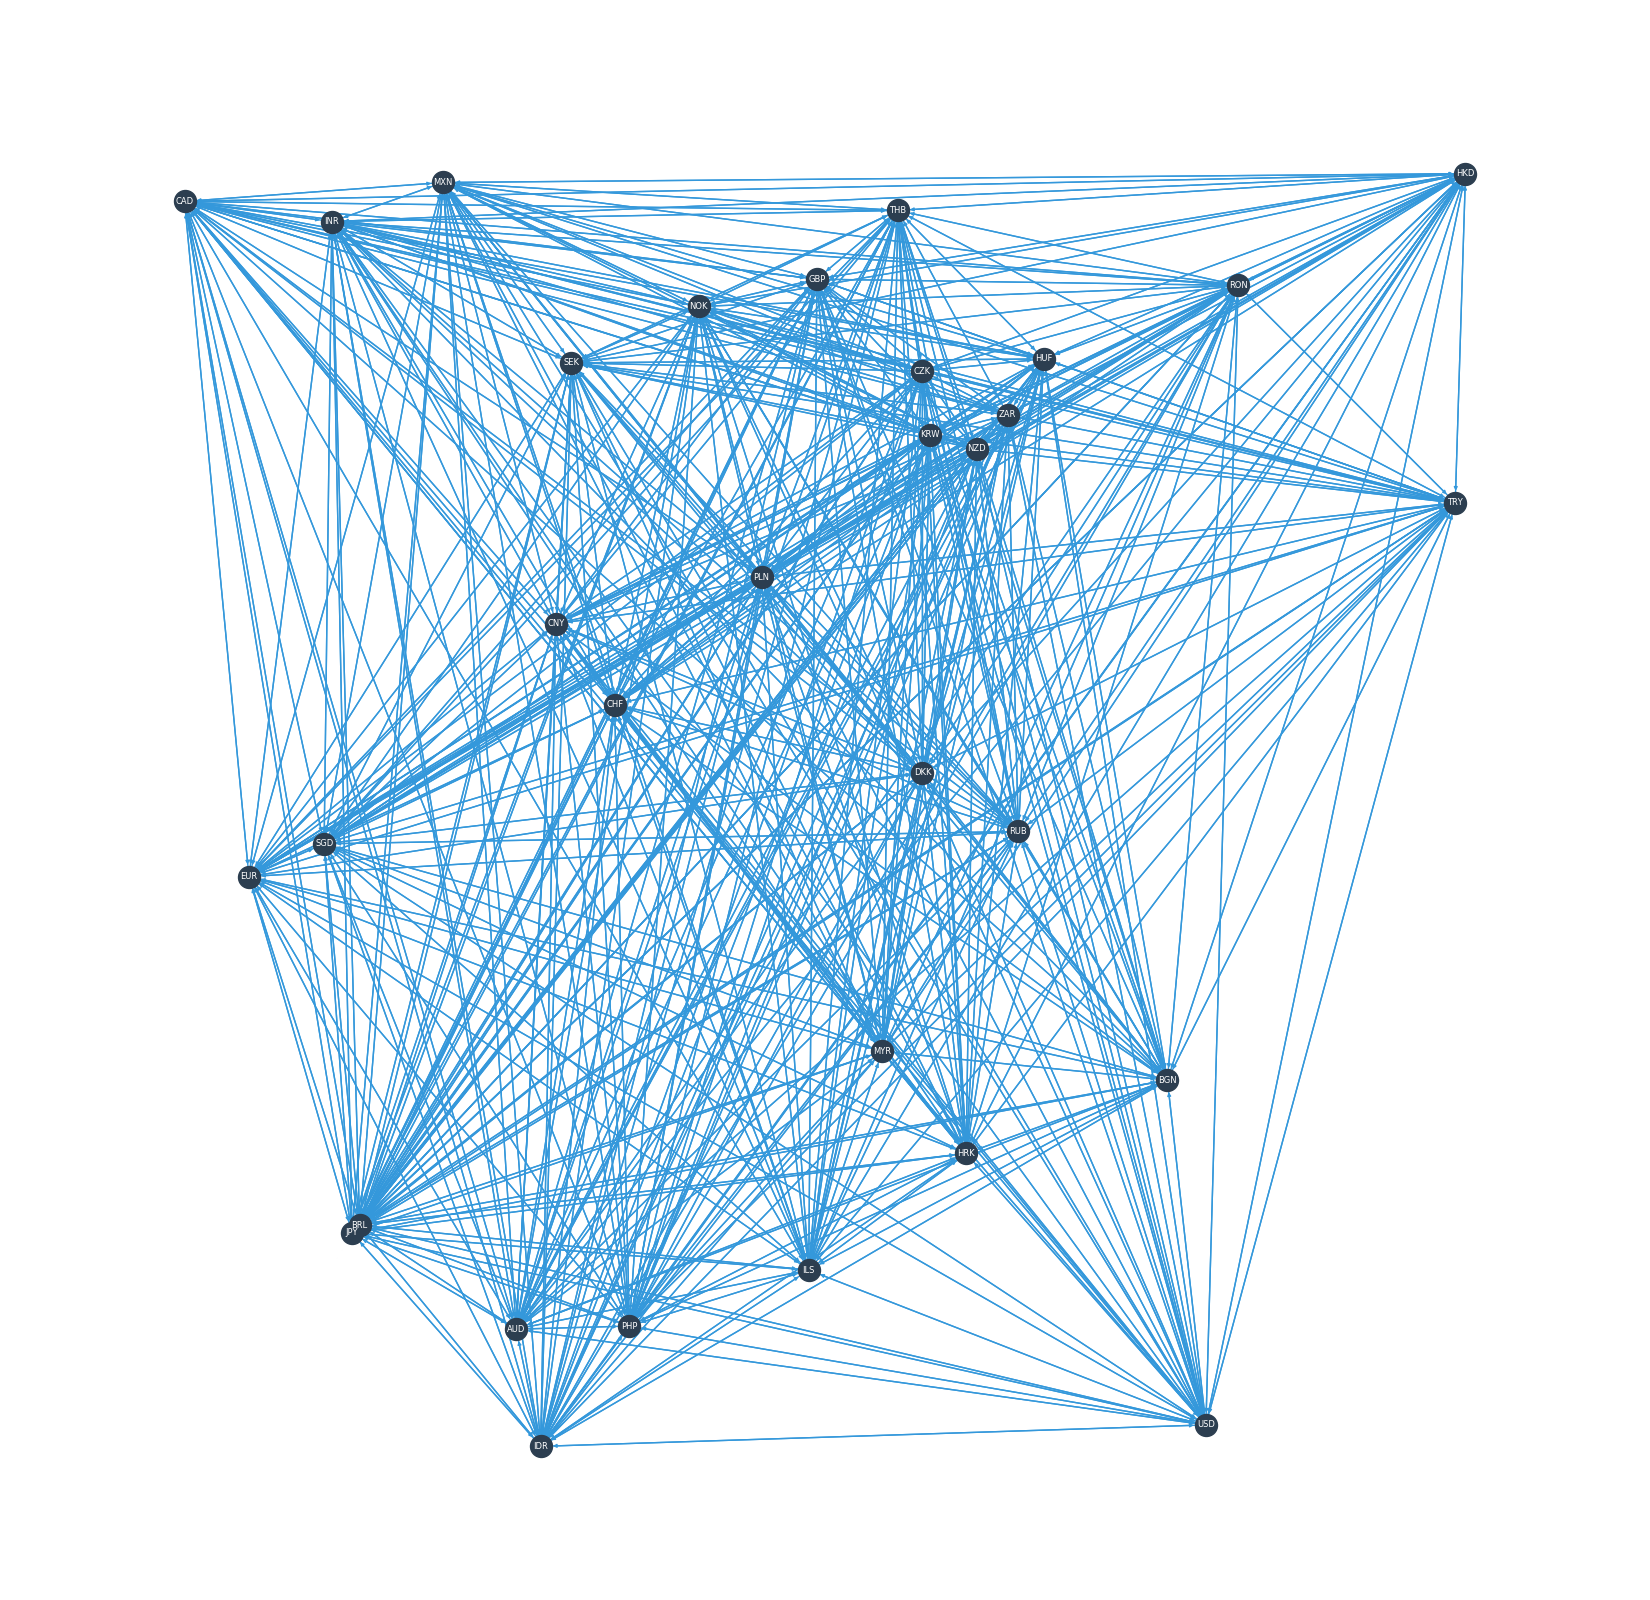 HKD
MXN
CAD
THB
INR
GBP
RON
NOK
HUF
SEK
CZK
ZAR
KRW
NZD
TRY
PLN
CNY
CHF
DKK
RUB
SGD
EUR
MYR
BGN
HRK
BRL
JPY
ILS
PHP
AUD
USD
IDR